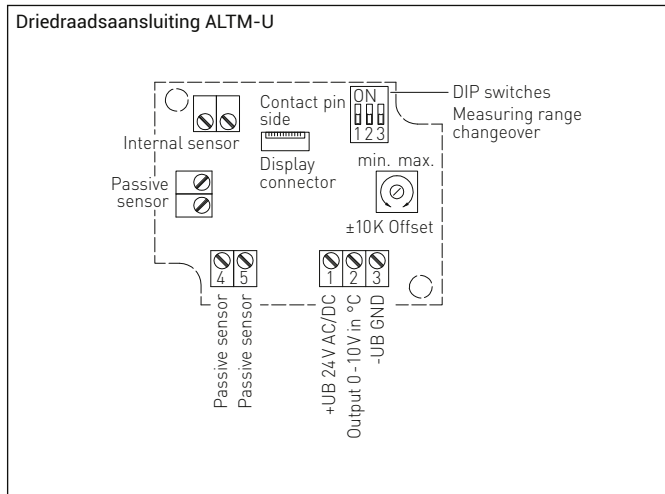 Driedraadsaansluiting ALTM-U
DIP switches
Measuring range
changeover
ON
1 2 3
Contact pin
side
Internal sensor
Display
connector
min. max.
Passive
sensor
±10K Offset
4 5
1 2 3
Passive sensor
Passive sensor
+UB 24V AC/DC
Output 0-10V in °C
-UB GND